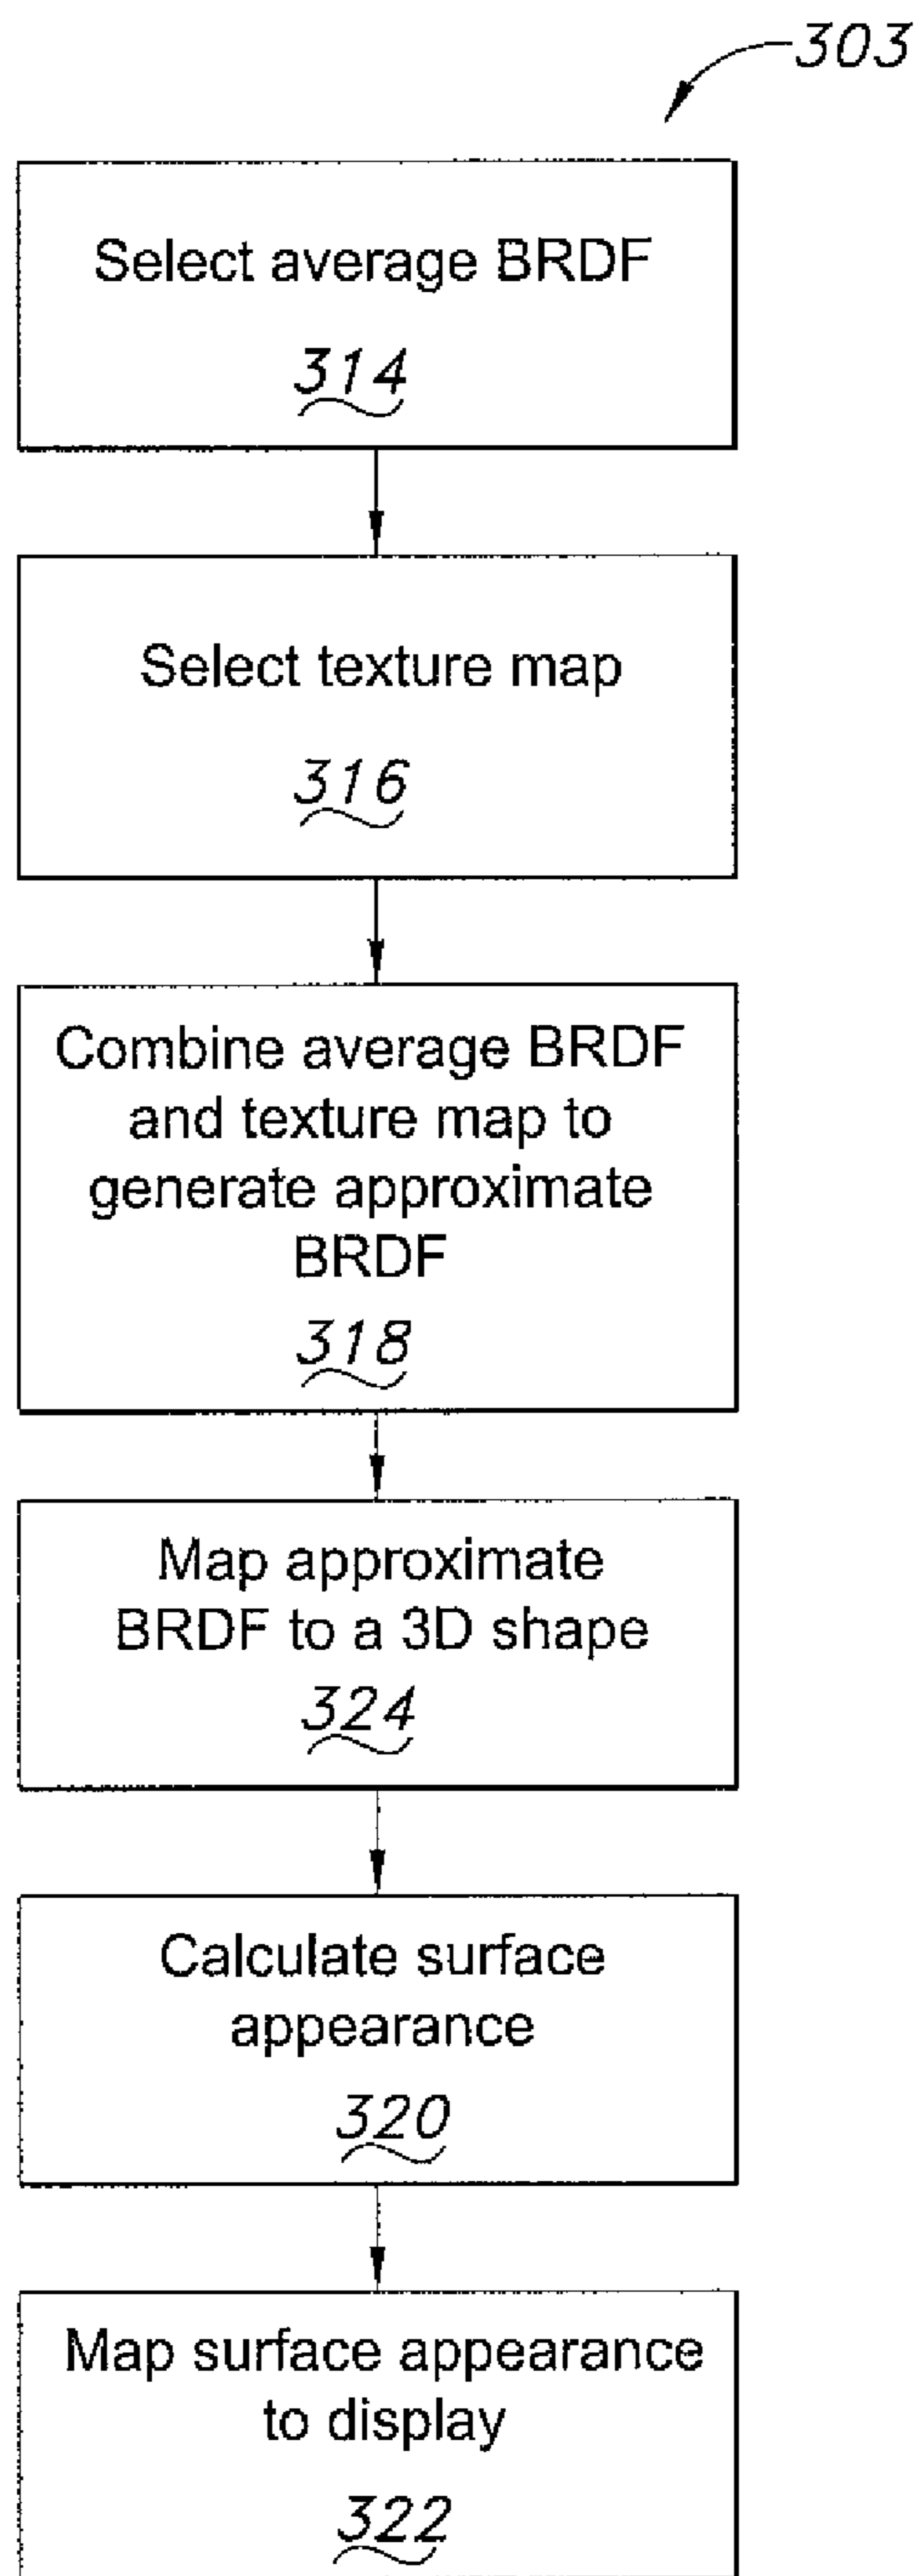 303
Select average BRDF
314
Select texture map
316
Combine average BRDF
and texture map to
generate approximate
BRDF
318
Map approximate
BRDF to a 3D shape
324
Calculate surface
appearance
320
Map surface appearance
to display
322